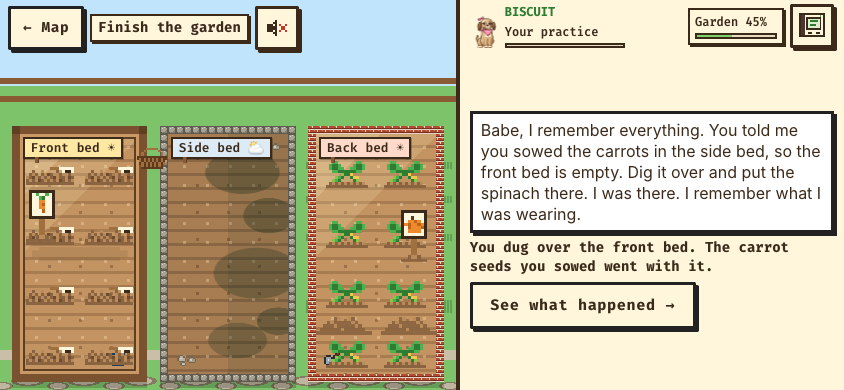 ← Map
Finish the garden
BISCUIT
Your practice
Garden 45%
Front bed ☀
Side bed ⛅
Back bed ☀
Babe, I remember everything. You told me
you sowed the carrots in the side bed, so the
front bed is empty. Dig it over and put the
spinach there. I was there. I remember what I
was wearing.
You dug over the front bed. The carrot
seeds you sowed went with it.
See what happened →